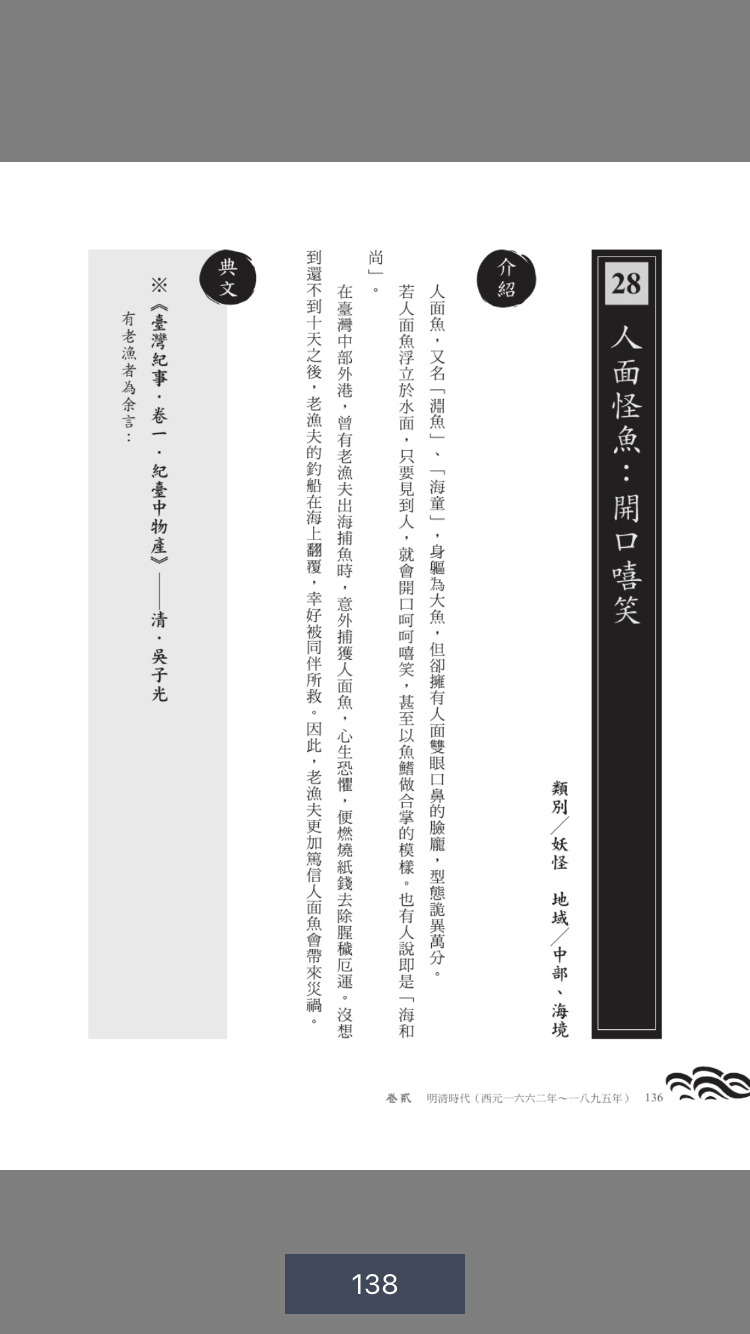 28
人面怪魚：開口嘻笑
類別／妖怪　地域／中部、海境
介紹
人面魚，又名「淵魚」、「海童」，身軀為大魚，但卻擁有人面雙眼口鼻的臉龐，型態詭異萬分。
若人面魚浮立於水面，只要見到人，就會開口呵呵嘻笑，甚至以魚鰭做合掌的模樣。也有人說即是「海和
尚」。
在臺灣中部外港，曾有老漁夫出海捕魚時，意外捕獲人面魚，心生恐懼，便燃燒紙錢去除腥穢厄運。沒想
到還不到十天之後，老漁夫的釣船在海上翻覆，幸好被同伴所救。因此，老漁夫更加篤信人面魚會帶來災禍。
典文
※《臺灣紀事．卷一．紀臺中物產》——清．吳子光
有老漁者為余言：
卷貳　明清時代（西元一六六二年～一八九五年）　136
138